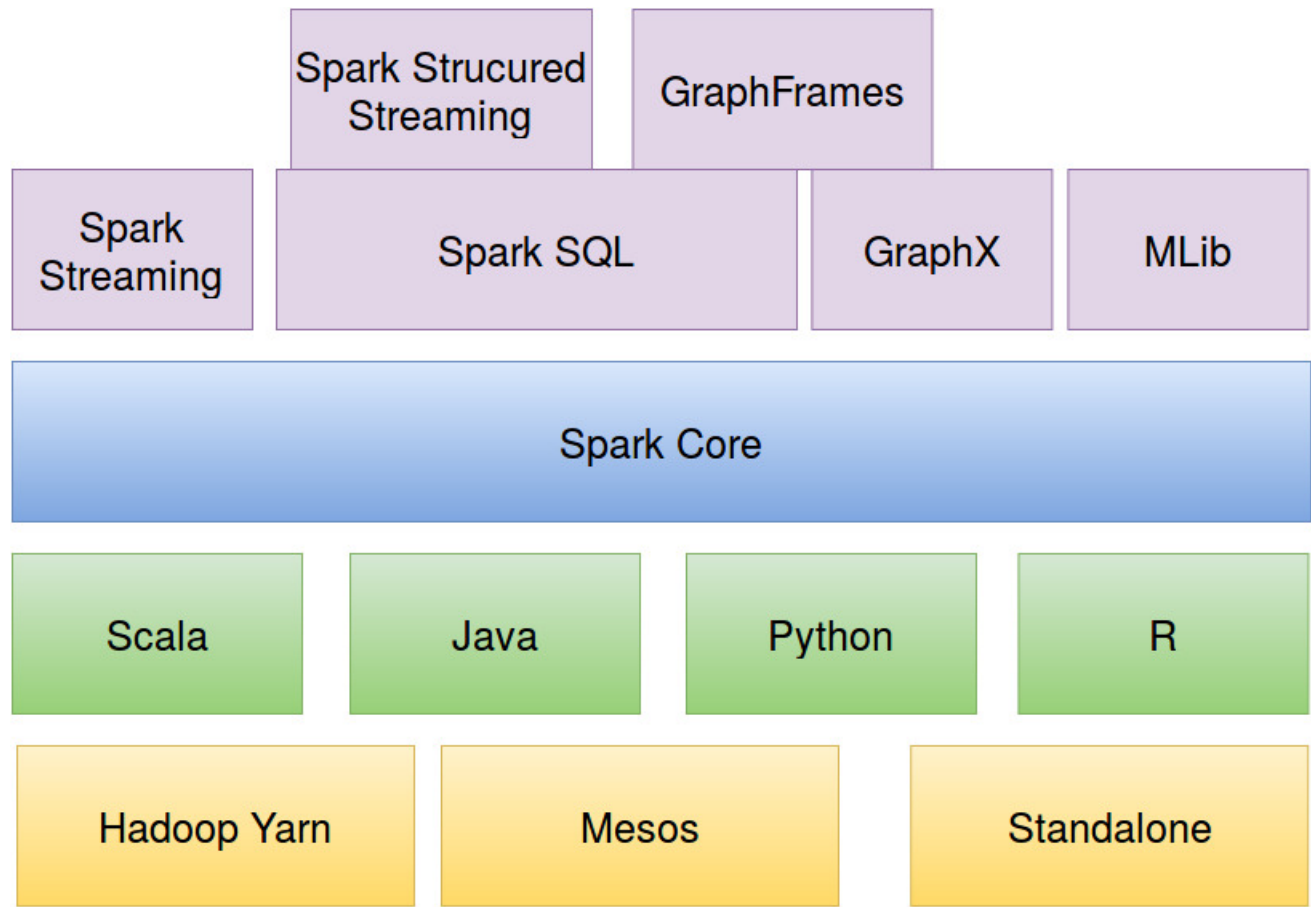 Spark Strucured
Streaming
GraphFrames
Spark
Streaming
Spark SQL
GraphX
MLib
Spark Core
Scala
Java
Python
R
Hadoop Yarn
Mesos
Standalone